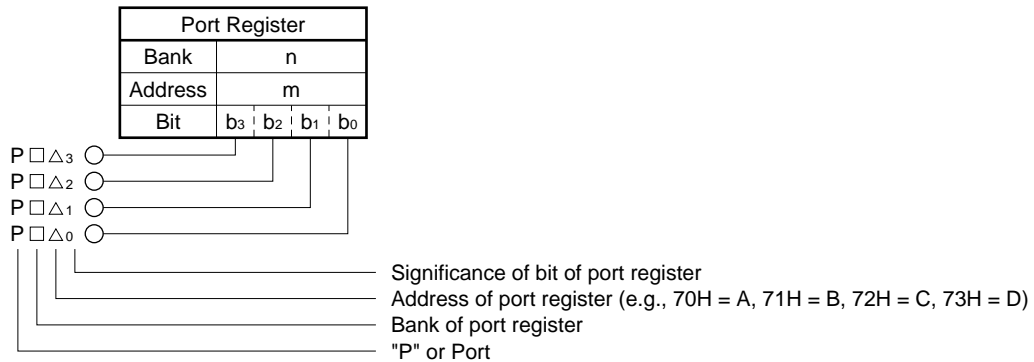 Port Register
Bank n
Address m
Bit b3 b2 b1 b0
P□△3
P□△2
P□△1
P□△0
Significance of bit of port register
Address of port register (e.g., 70H = A, 71H = B, 72H = C, 73H = D)
Bank of port register
"P" or Port